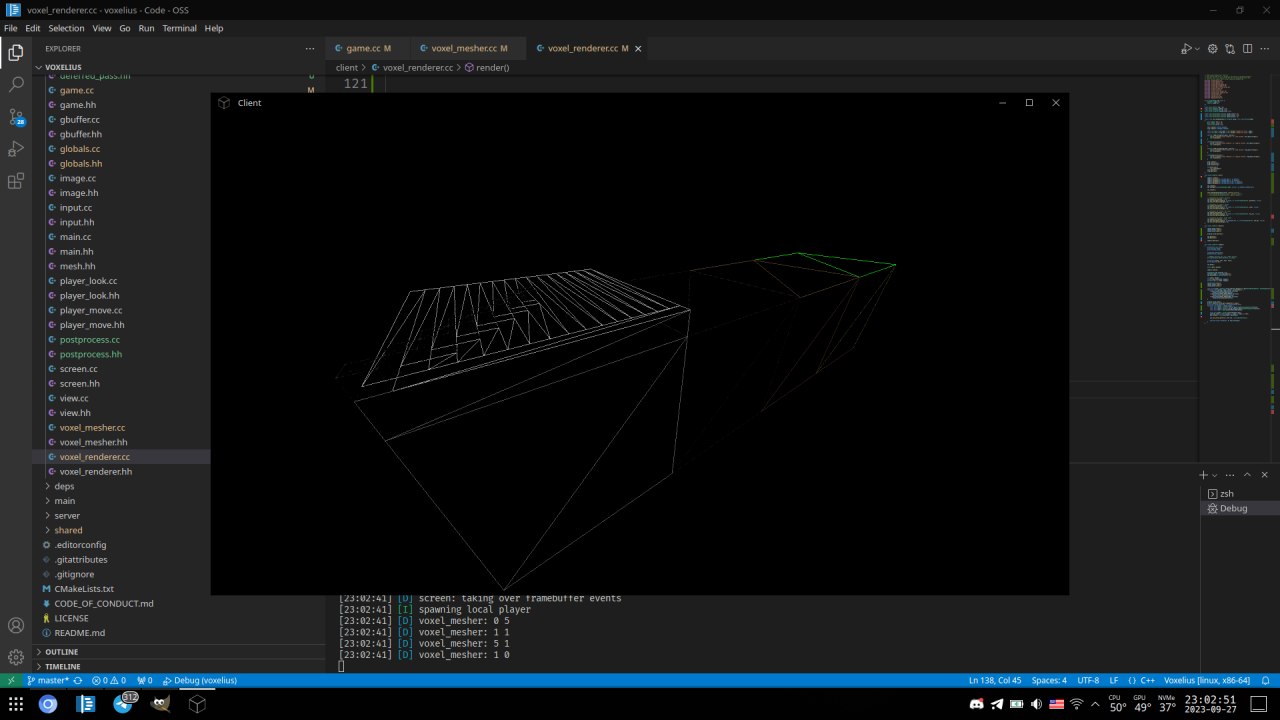 voxel_renderer.cc - voxelius - Code - OSS
File Edit Selection View Go Run Terminal Help
EXPLORER
game.cc M
voxel_mesher.cc M
voxel_renderer.cc M
VOXELIUS
client > voxel_renderer.cc > render()
deferred_pass.hh
121
game.cc M
game.hh
gbuffer.cc
gbuffer.hh
globals.cc
globals.hh
image.cc
image.hh
input.cc
input.hh
main.cc
main.hh
mesh.hh
player_look.cc
player_look.hh
player_move.cc
player_move.hh
postprocess.cc
postprocess.hh
screen.cc
screen.hh
view.cc
view.hh
voxel_mesher.cc
voxel_mesher.hh
voxel_renderer.cc
voxel_renderer.hh
deps
main
server
shared
.editorconfig
.gitattributes
.gitignore
CMakeLists.txt
CODE_OF_CONDUCT.md
LICENSE
README.md
OUTLINE
TIMELINE
Client
zsh
Debug
[23:02:41] [D] screen: taking over framebuffer events
[23:02:41] [I] spawning local player
[23:02:41] [D] voxel_mesher: 0 5
[23:02:41] [D] voxel_mesher: 1 1
[23:02:41] [D] voxel_mesher: 5 1
[23:02:41] [D] voxel_mesher: 1 0
master* 0 0 0 Debug (voxelius)
Ln 138, Col 45 Spaces: 4 UTF-8 LF {} C++ Voxelius [linux, x86-64]
312
CPU 50° GPU 49° NVMe 37°
23:02:51
2023-09-27